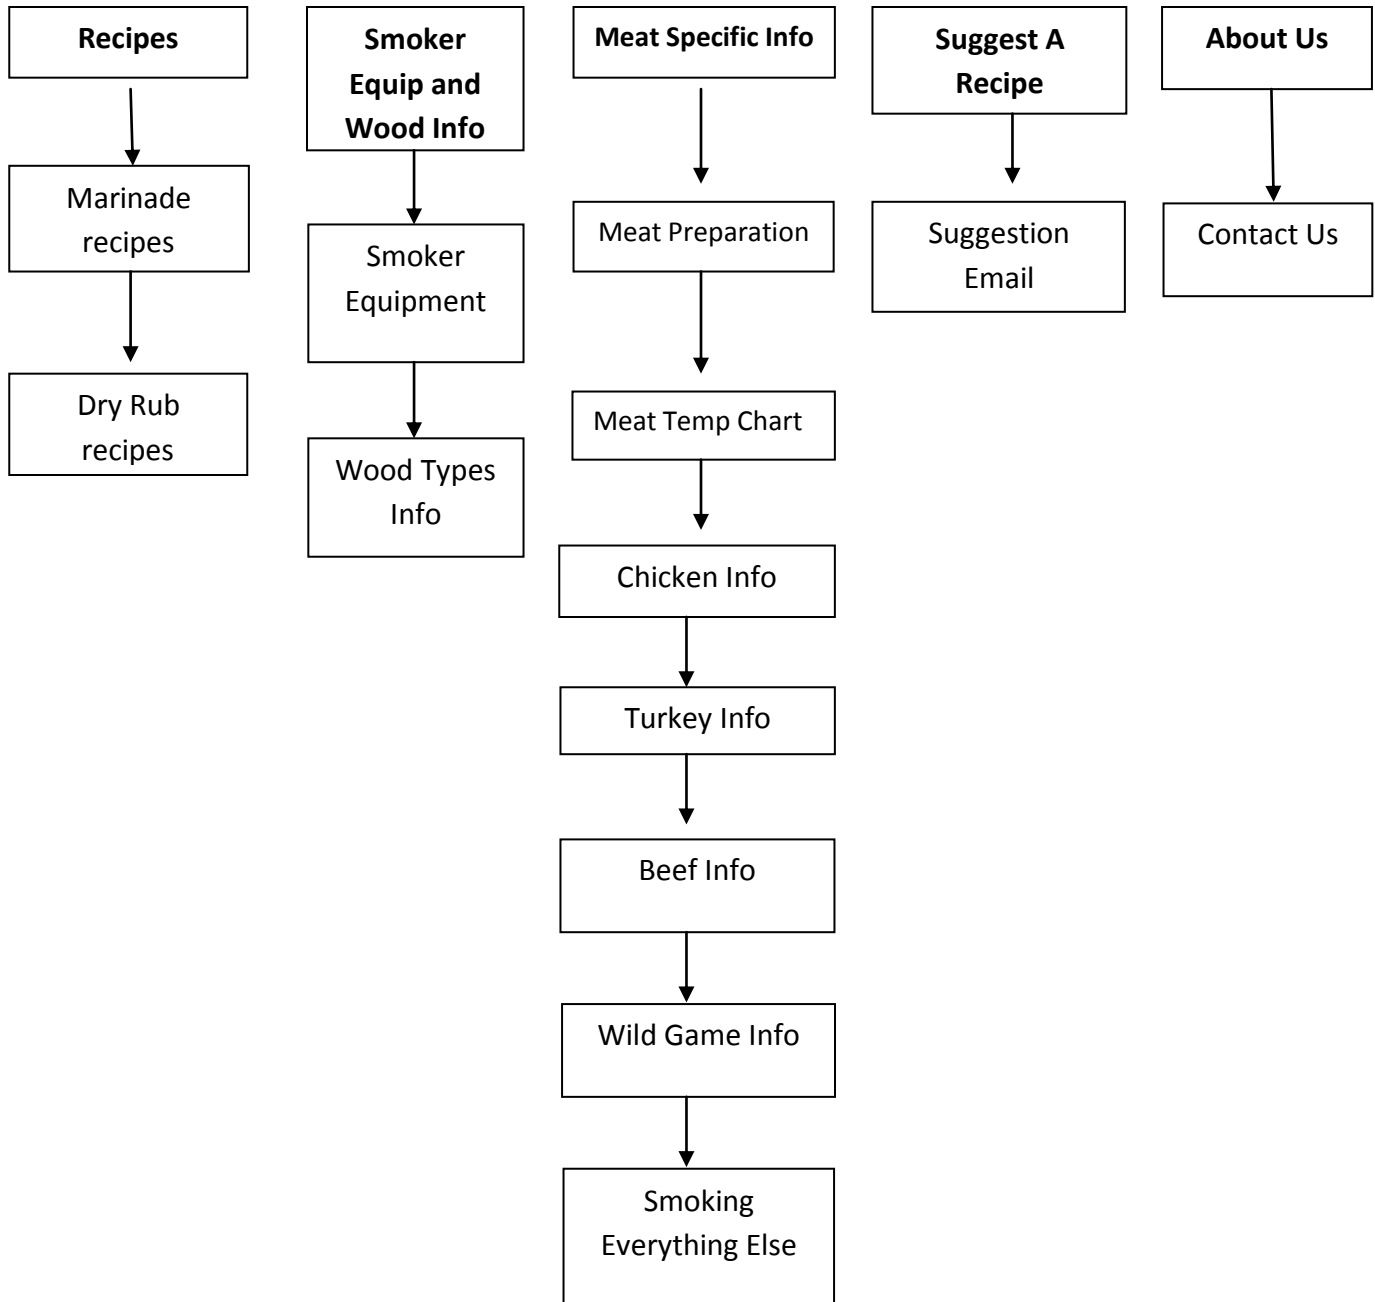 Recipes
Marinade
recipes
Dry Rub
recipes
Smoker
Equip and
Wood Info
Smoker
Equipment
Wood Types
Info
Meat Specific Info
Meat Preparation
Meat Temp Chart
Chicken Info
Turkey Info
Beef Info
Wild Game Info
Smoking
Everything Else
Suggest A
Recipe
Suggestion
Email
About Us
Contact Us